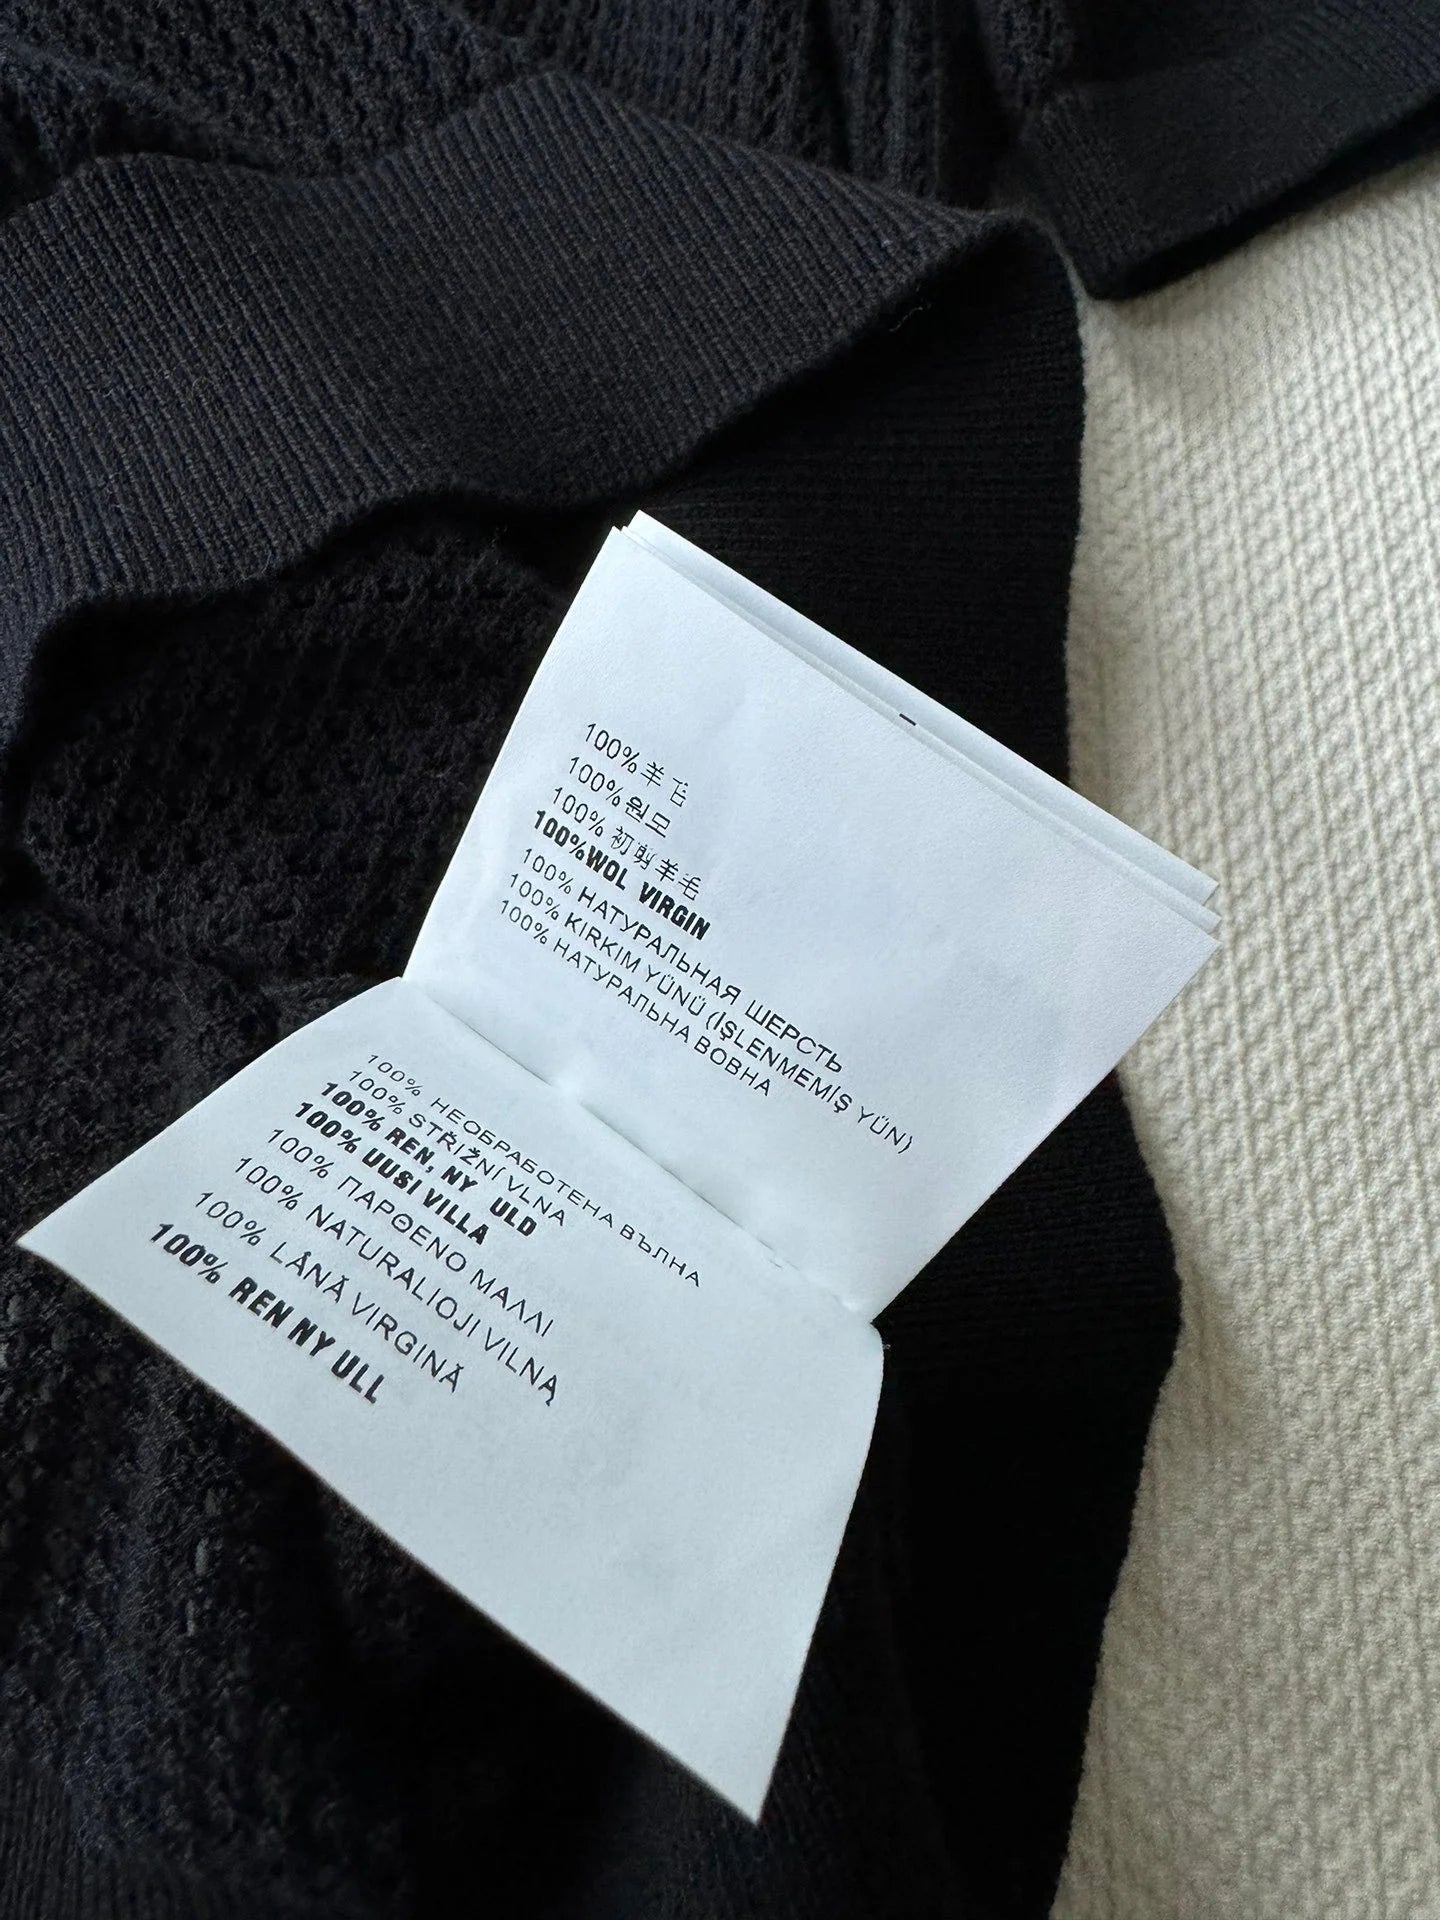 100%羊毛
100%원모
100% 初剪羊毛
100%WOL VIRGIN
100% НАТУРАЛЬНАЯ ШЕРСТЬ
100% KIRKIM YÜNÜ (İŞLENMEMİŞ YÜN)
100% НАТУРАЛЬНА ВОВНА
100% НЕОБРАБОТЕНА ВЪЛНА
100% STŘIŽNÍ VLNA
100% REN, NY ULD
100% UUSI VILLA
100% ΠΑΡΘΕΝΟ ΜΑΛΛΙ
100% NATURALIOJI VILNĄ
100% LÂNĂ VIRGINĂ
100% REN NY ULL